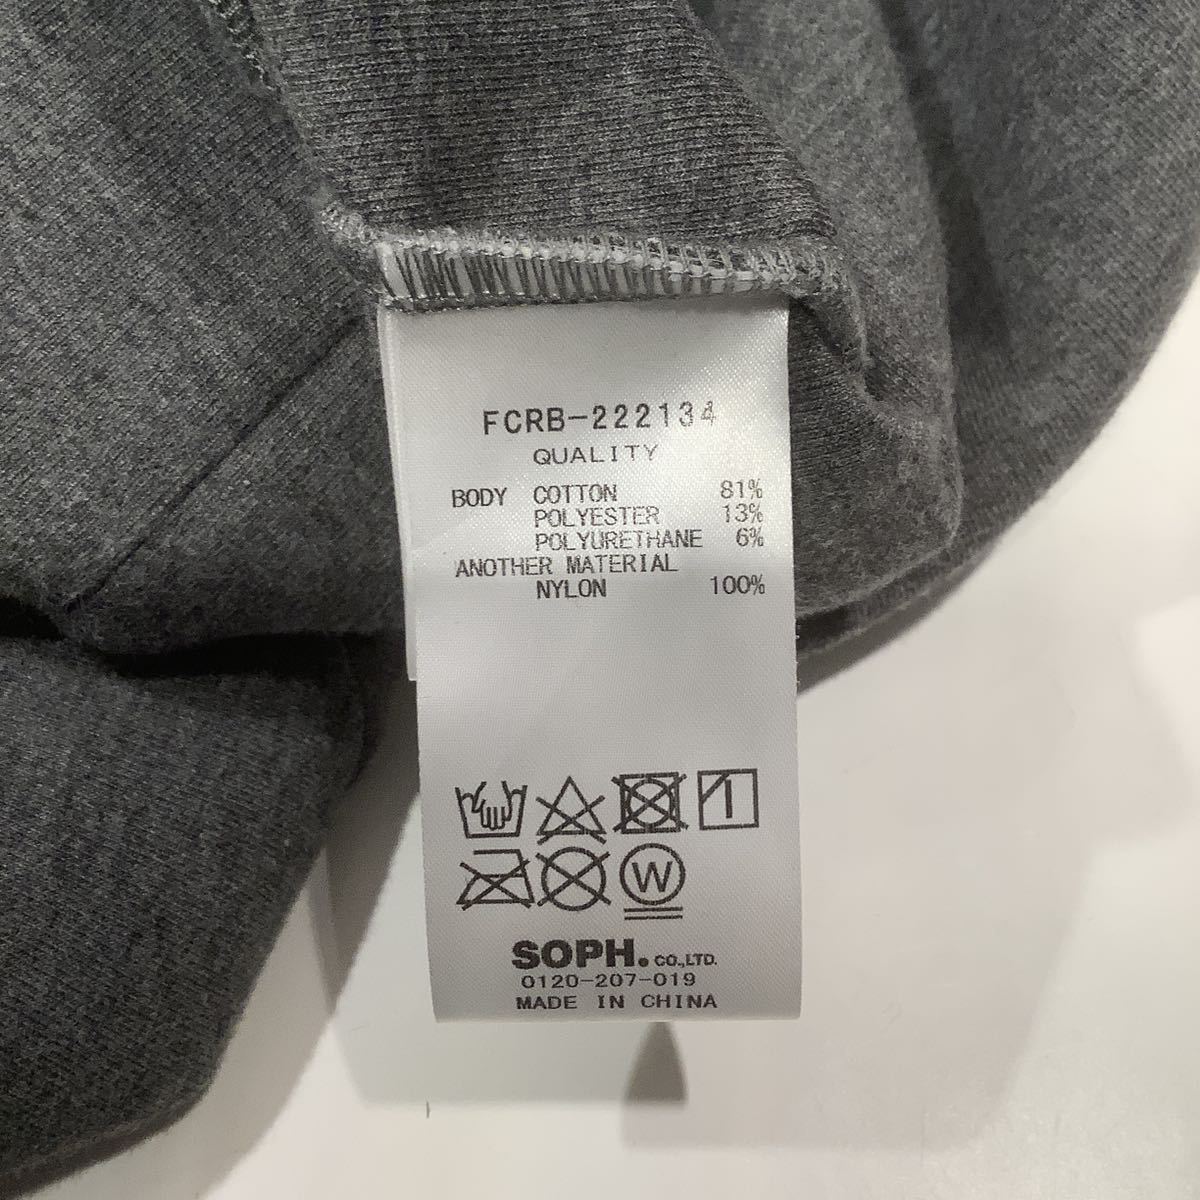 FCRB-222134
QUALITY
BODY COTTON 81%
POLYESTER 13%
POLYURETHANE 6%
ANOTHER MATERIAL
NYLON 100%
W
SOPH. CO.,LTD.
0120-207-019
MADE IN CHINA